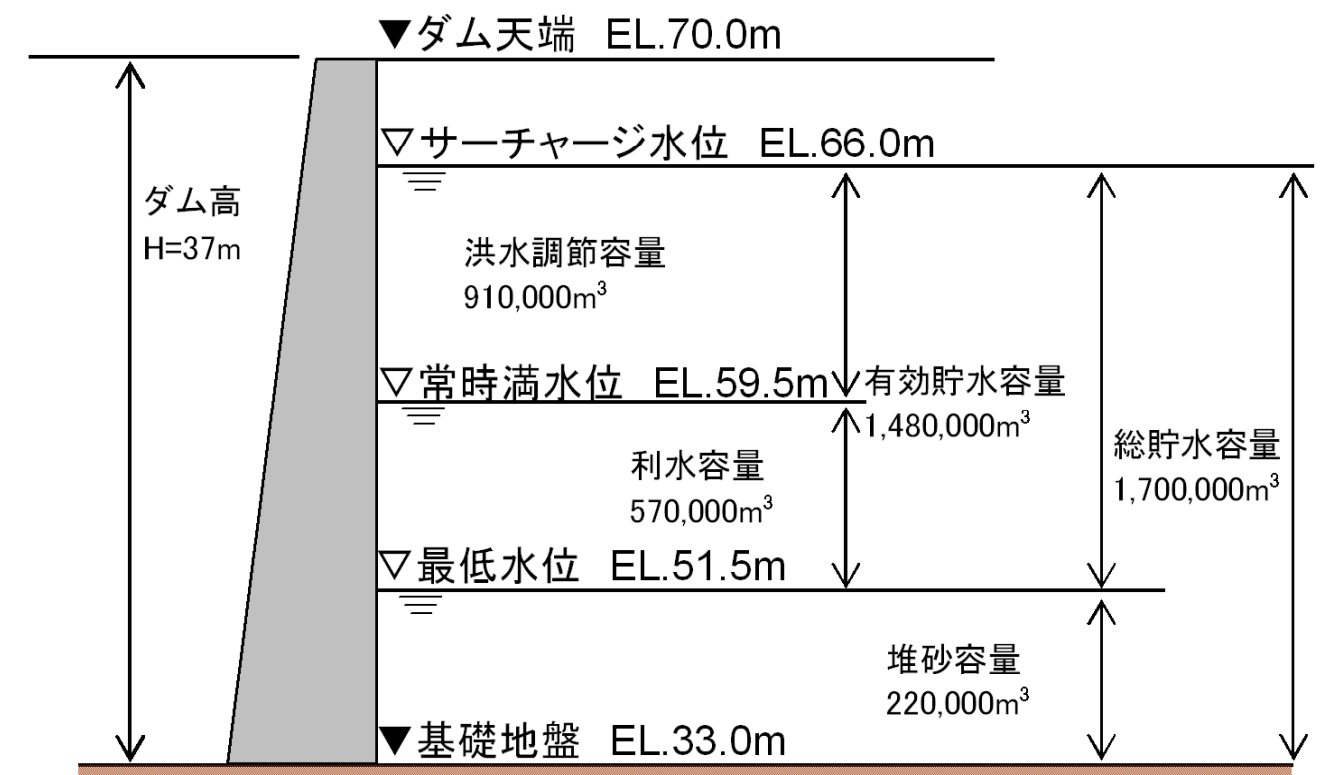 ▼ダム天端 EL.70.0m
▽サーチャージ水位 EL.66.0m
ダム高
H=37m
洪水調節容量
910,000m³
▽常時満水位 EL.59.5m
有効貯水容量
1,480,000m³
総貯水容量
1,700,000m³
利水容量
570,000m³
▽最低水位 EL.51.5m
堆砂容量
220,000m³
▼基礎地盤 EL.33.0m